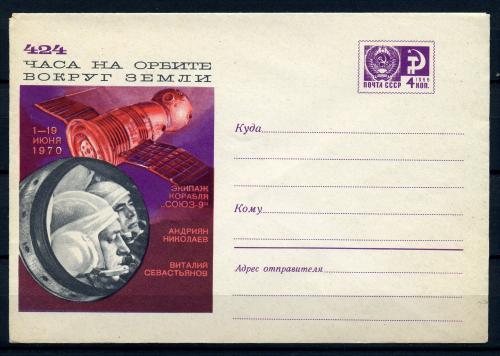 424
ЧАСА НА ОРБИТЕ
ВОКРУГ ЗЕМЛИ
1—19
ИЮНЯ
1970
ЭКИПАЖ
КОРАБЛЯ
„СОЮЗ-9"
АНДРИЯН
НИКОЛАЕВ
ВИТАЛИЙ
СЕВАСТЬЯНОВ
1966
ПОЧТА СССР
4 КОП.
Куда
Кому
Адрес отправителя